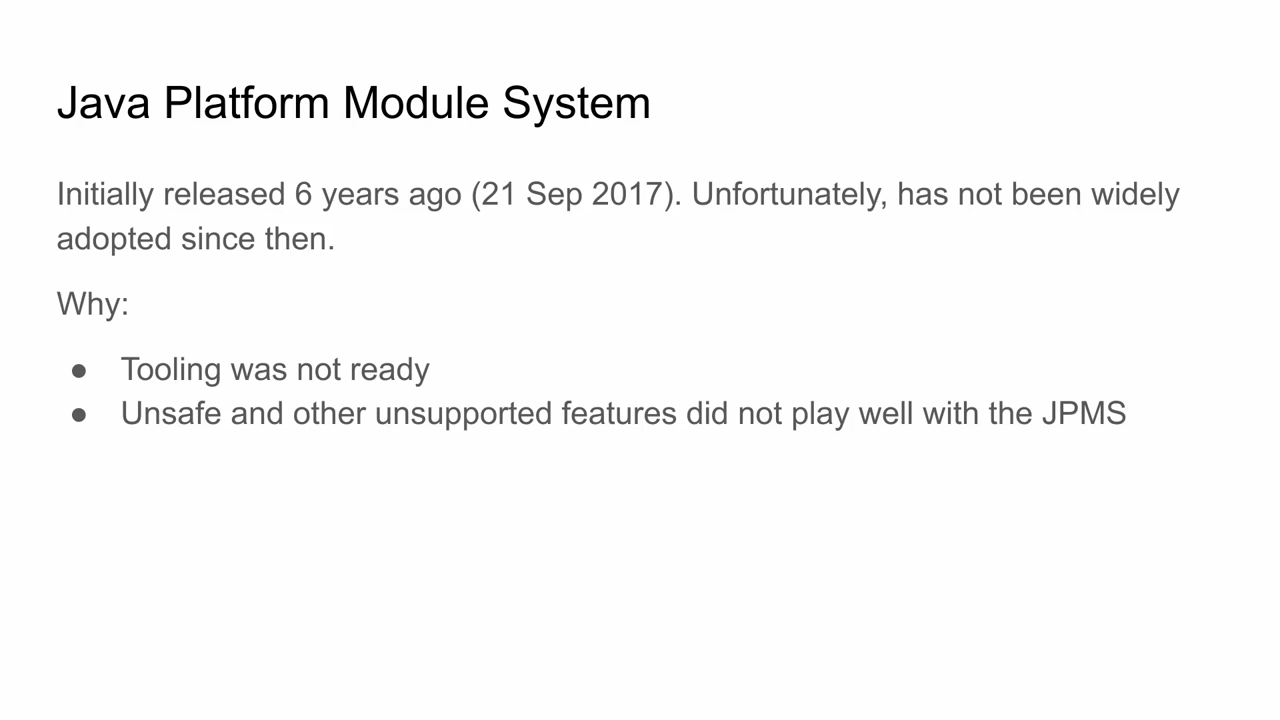 Java Platform Module System
Initially released 6 years ago (21 Sep 2017). Unfortunately, has not been widely
adopted since then.
Why:
● Tooling was not ready
● Unsafe and other unsupported features did not play well with the JPMS